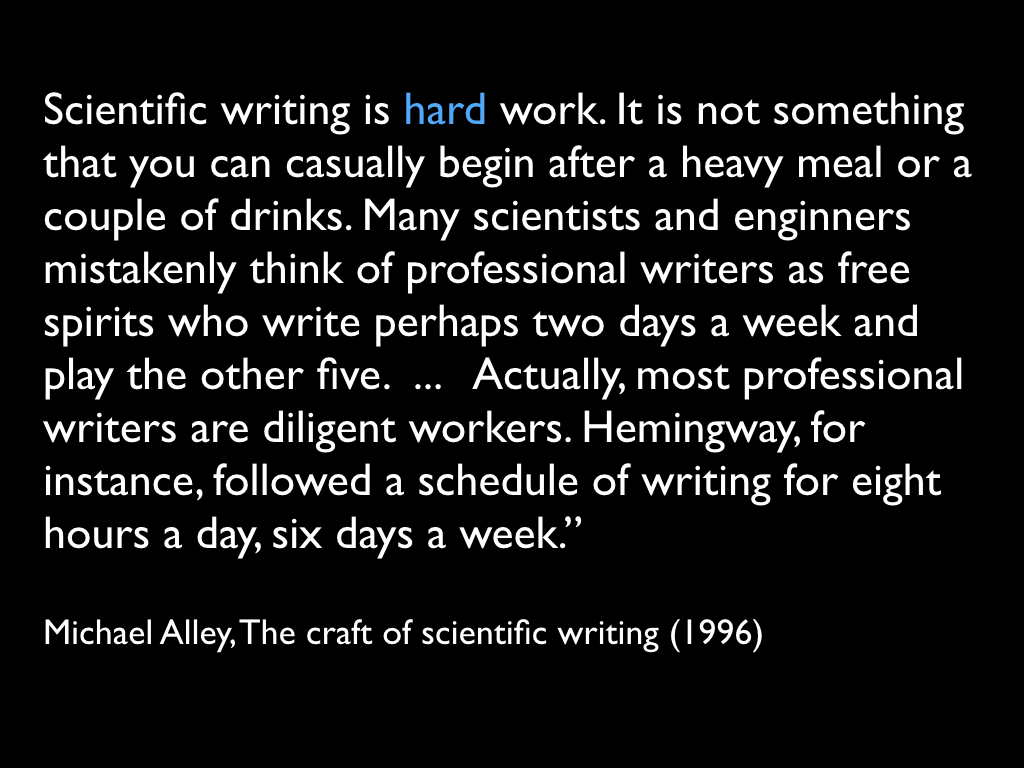 Scientific writing is hard work. It is not something
that you can casually begin after a heavy meal or a
couple of drinks. Many scientists and enginners
mistakenly think of professional writers as free
spirits who write perhaps two days a week and
play the other five.  ...   Actually, most professional
writers are diligent workers. Hemingway, for
instance, followed a schedule of writing for eight
hours a day, six days a week.”
Michael Alley, The craft of scientific writing (1996)